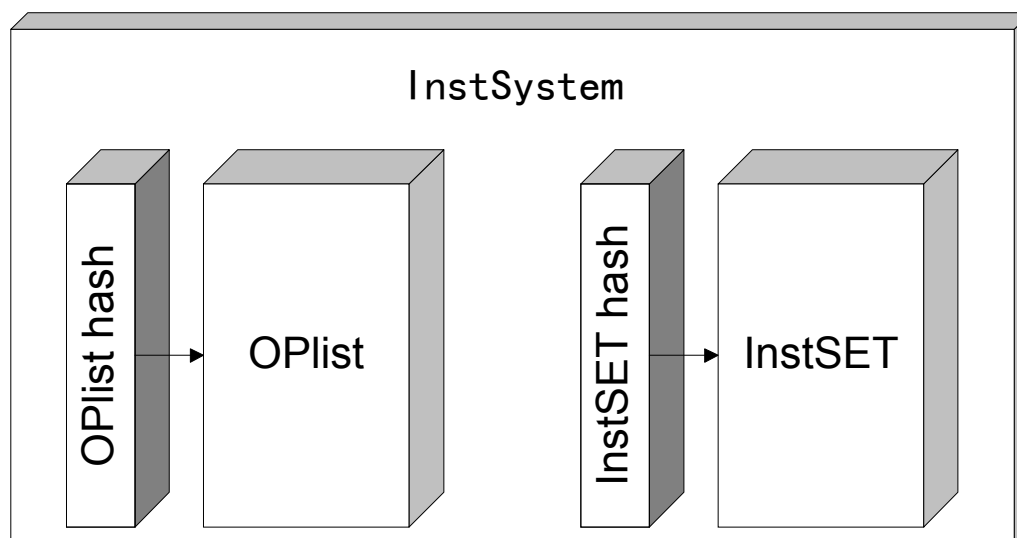 InstSystem
OPlist hash
OPlist
InstSET hash
InstSET